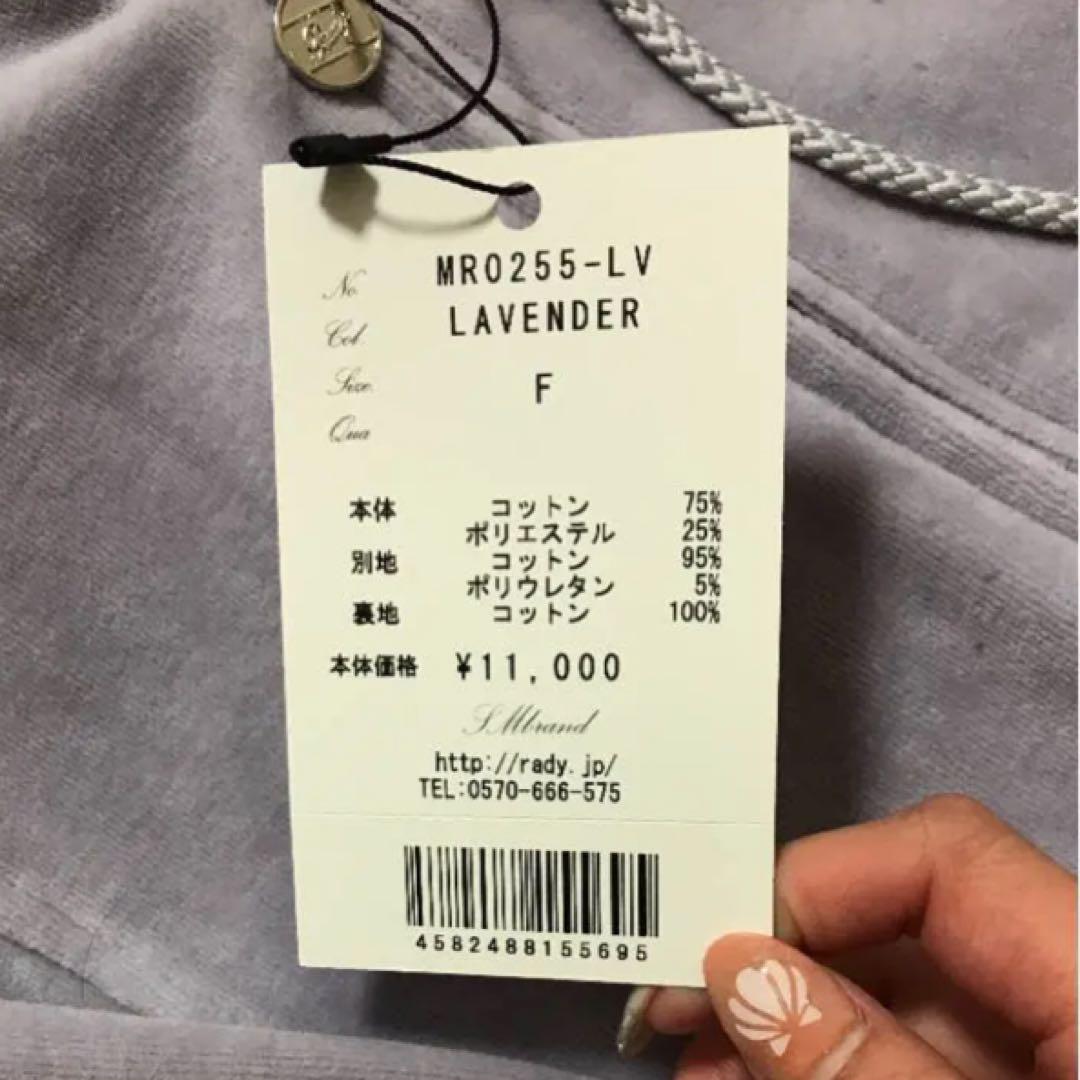 No. MR0255-LV
Col. LAVENDER
Size. F
Qua
本体 コットン 75%
ポリエステル 25%
別地 コットン 95%
ポリウレタン 5%
裏地 コットン 100%
本体価格 ¥11,000
S.Mbrand
http://rady.jp/
TEL:0570-666-575
4582488155695